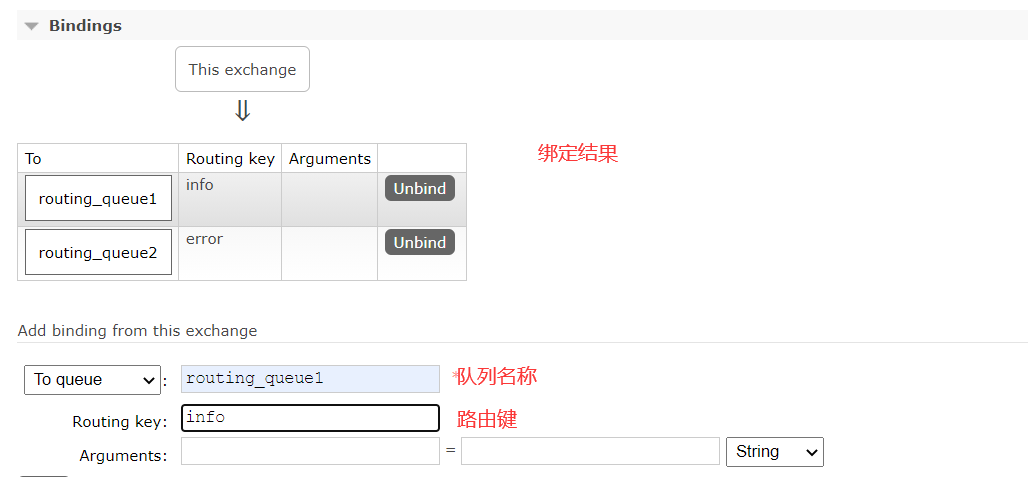 Bindings
This exchange
⇓
To Routing key Arguments
绑定结果
routing_queue1 info Unbind
routing_queue2 error Unbind
Add binding from this exchange
To queue : routing_queue1 *队列名称
Routing key: info 路由键
Arguments: = String